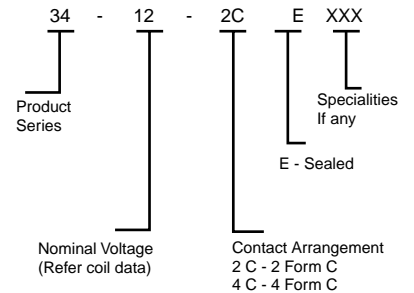 34 - 12 - 2C E XXX
Product
Series
Specialities
If any
E - Sealed
Nominal Voltage
(Refer coil data)
Contact Arrangement
2 C - 2 Form C
4 C - 4 Form C